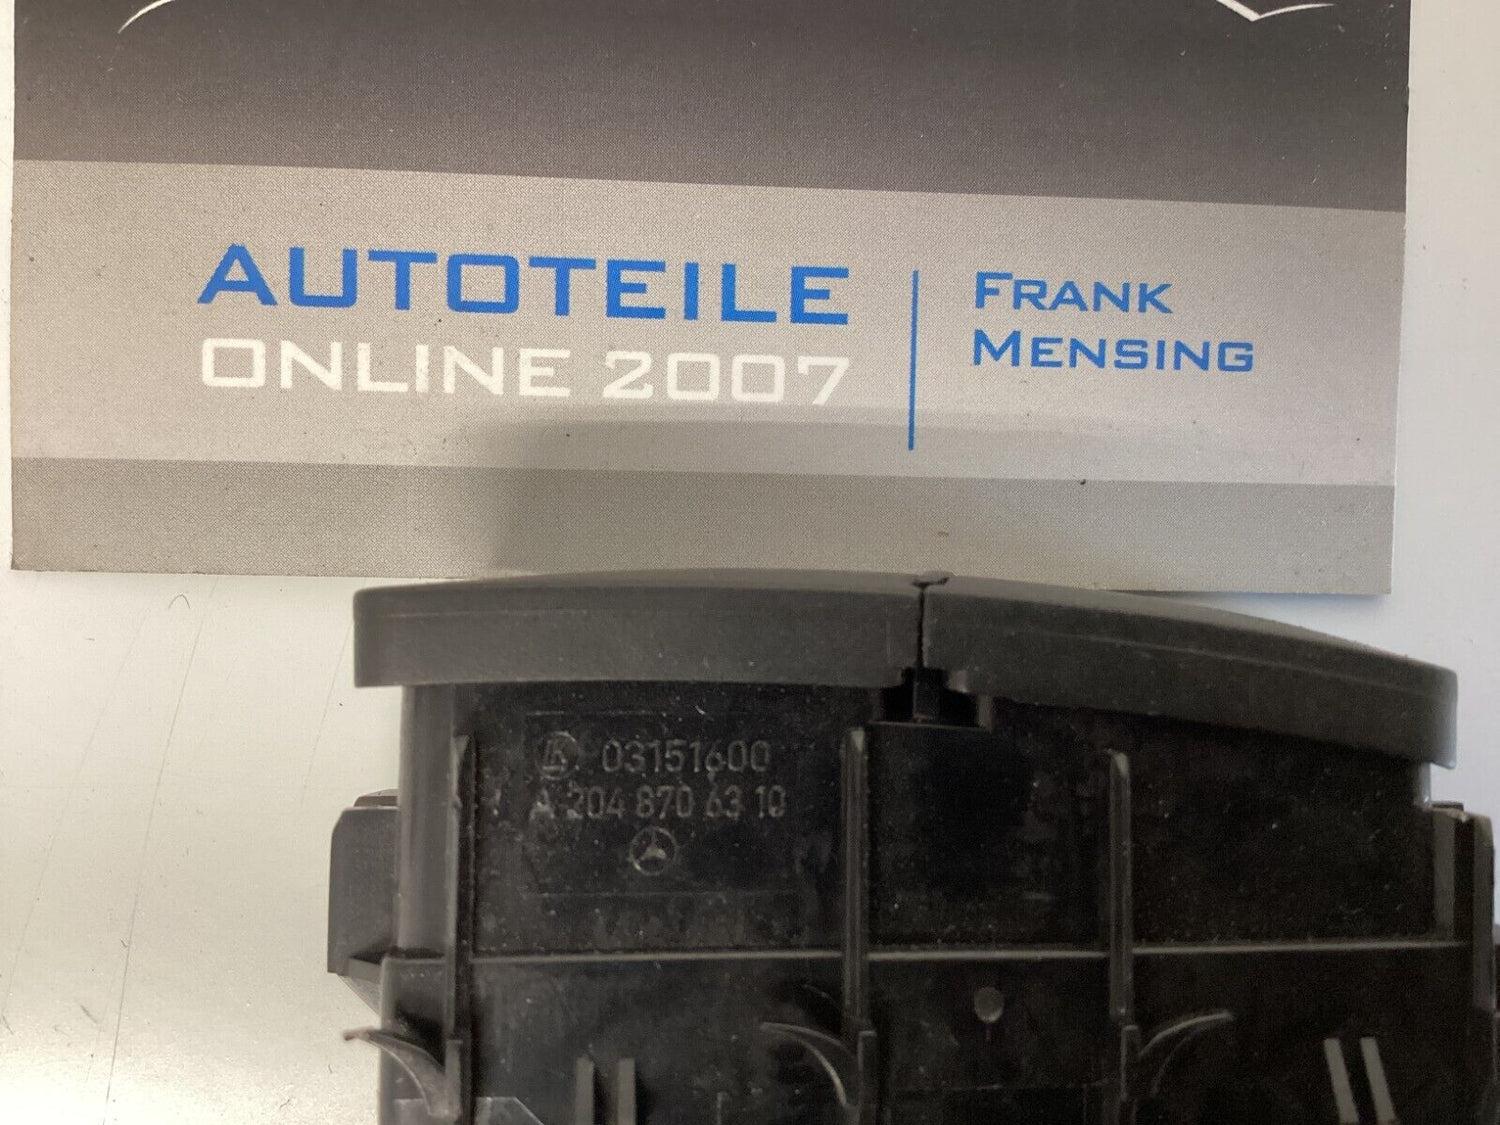 AUTOTEILE
ONLINE 2007
FRANK
MENSING
03151600
A 204 870 63 10